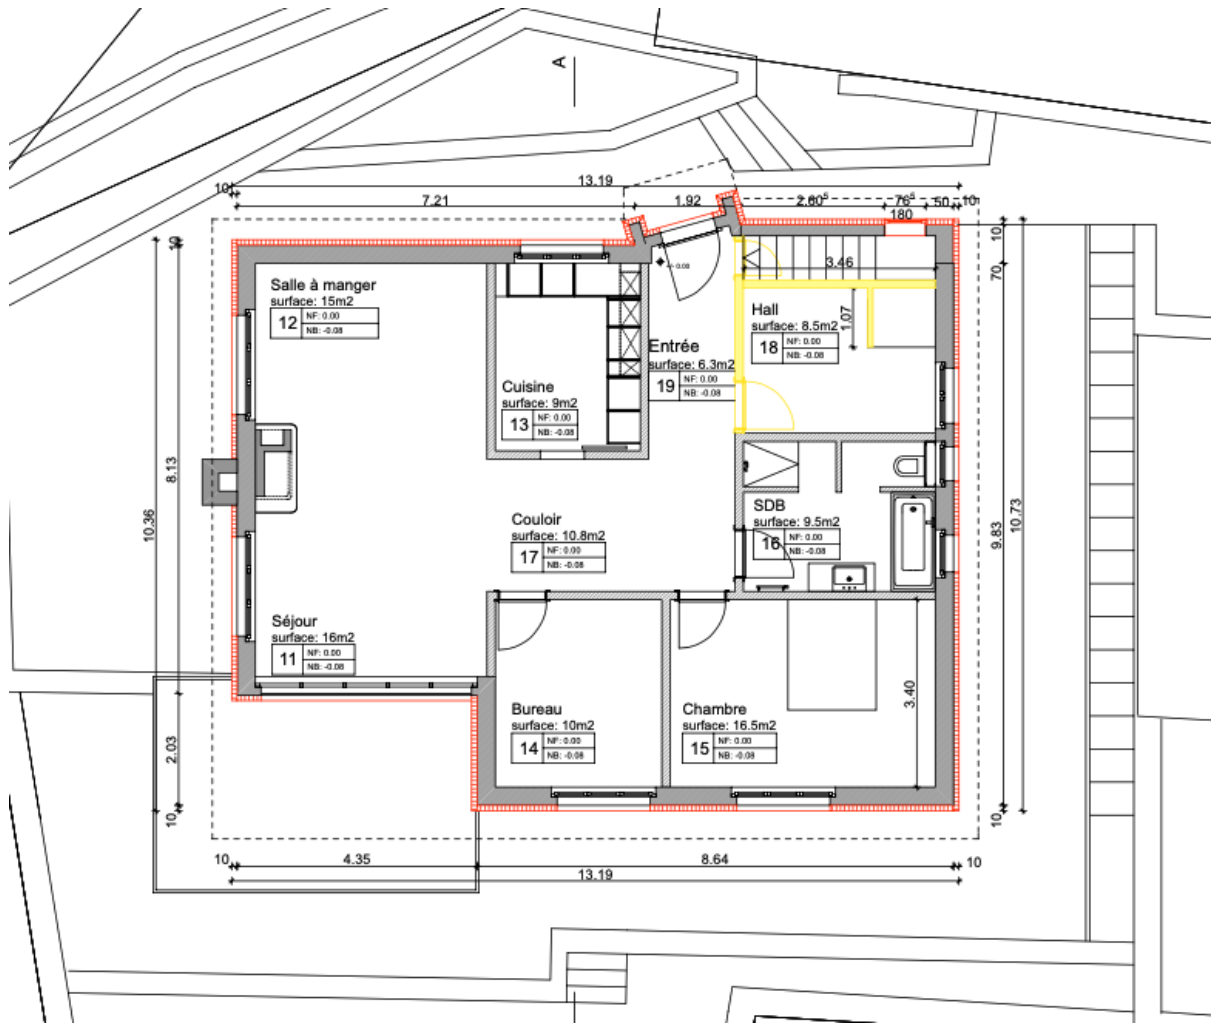 A
10
13.19
7.21
1.92
2.60⁵
76⁵
50
10
180
10
10
70
3.46
Salle à manger
surface: 15m2
12
NF: 0.00
NB: -0.08
Hall
surface: 8.5m2
18
NF: 0.00
NB: -0.08
1.07
Entrée
surface: 6.3m2
19
NF: 0.00
NB: -0.08
Cuisine
surface: 9m2
13
NF: 0.00
NB: -0.08
8.13
10.36
SDB
surface: 9.5m2
16
NF: 0.00
NB: -0.08
Couloir
surface: 10.8m2
17
NF: 0.00
NB: -0.08
9.83
10.73
Séjour
surface: 16m2
11
NF: 0.00
NB: -0.08
3.40
Bureau
surface: 10m2
14
NF: 0.00
NB: -0.08
Chambre
surface: 16.5m2
15
NF: 0.00
NB: -0.08
2.03
10
10
10
4.35
8.64
10
13.19